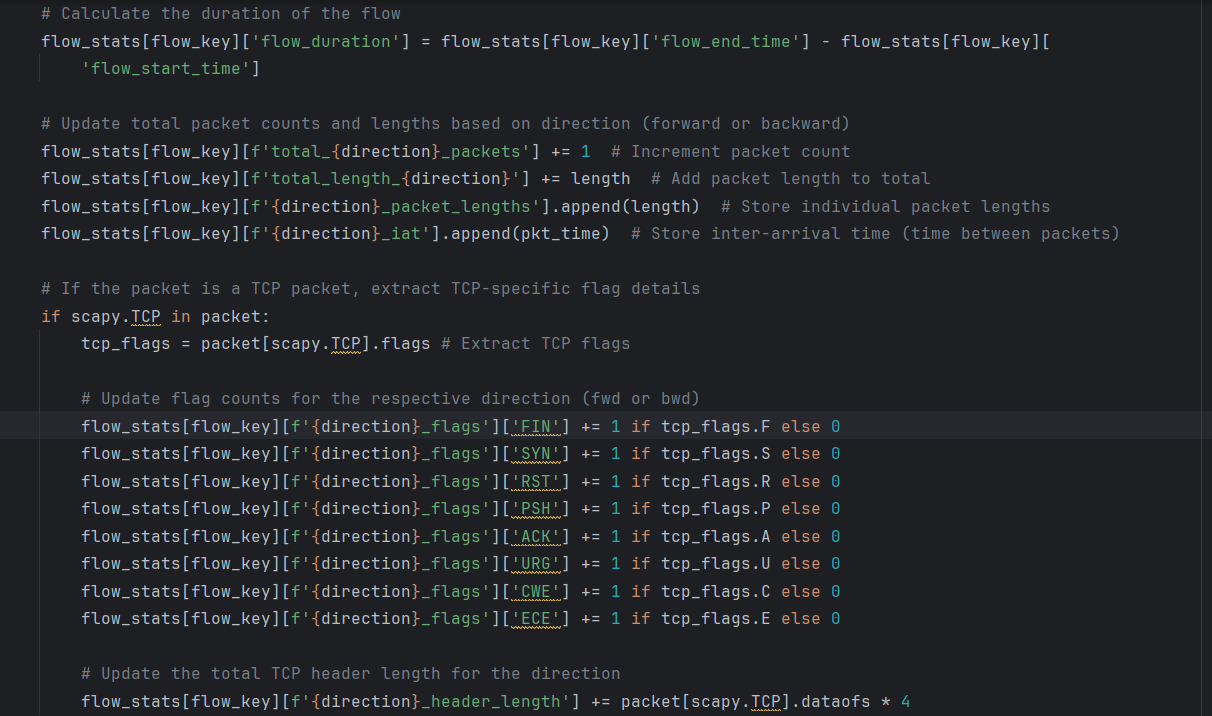 # Calculate the duration of the flow
flow_stats[flow_key]['flow_duration'] = flow_stats[flow_key]['flow_end_time'] - flow_stats[flow_key][
    'flow_start_time']
# Update total packet counts and lengths based on direction (forward or backward)
flow_stats[flow_key][f'total_{direction}_packets'] += 1  # Increment packet count
flow_stats[flow_key][f'total_length_{direction}'] += length  # Add packet length to total
flow_stats[flow_key][f'{direction}_packet_lengths'].append(length)  # Store individual packet lengths
flow_stats[flow_key][f'{direction}_iat'].append(pkt_time)  # Store inter-arrival time (time between packets)
# If the packet is a TCP packet, extract TCP-specific flag details
if scapy.TCP in packet:
    tcp_flags = packet[scapy.TCP].flags # Extract TCP flags
    # Update flag counts for the respective direction (fwd or bwd)
    flow_stats[flow_key][f'{direction}_flags']['FIN'] += 1 if tcp_flags.F else 0
    flow_stats[flow_key][f'{direction}_flags']['SYN'] += 1 if tcp_flags.S else 0
    flow_stats[flow_key][f'{direction}_flags']['RST'] += 1 if tcp_flags.R else 0
    flow_stats[flow_key][f'{direction}_flags']['PSH'] += 1 if tcp_flags.P else 0
    flow_stats[flow_key][f'{direction}_flags']['ACK'] += 1 if tcp_flags.A else 0
    flow_stats[flow_key][f'{direction}_flags']['URG'] += 1 if tcp_flags.U else 0
    flow_stats[flow_key][f'{direction}_flags']['CWE'] += 1 if tcp_flags.C else 0
    flow_stats[flow_key][f'{direction}_flags']['ECE'] += 1 if tcp_flags.E else 0
    # Update the total TCP header length for the direction
    flow_stats[flow_key][f'{direction}_header_length'] += packet[scapy.TCP].dataofs * 4